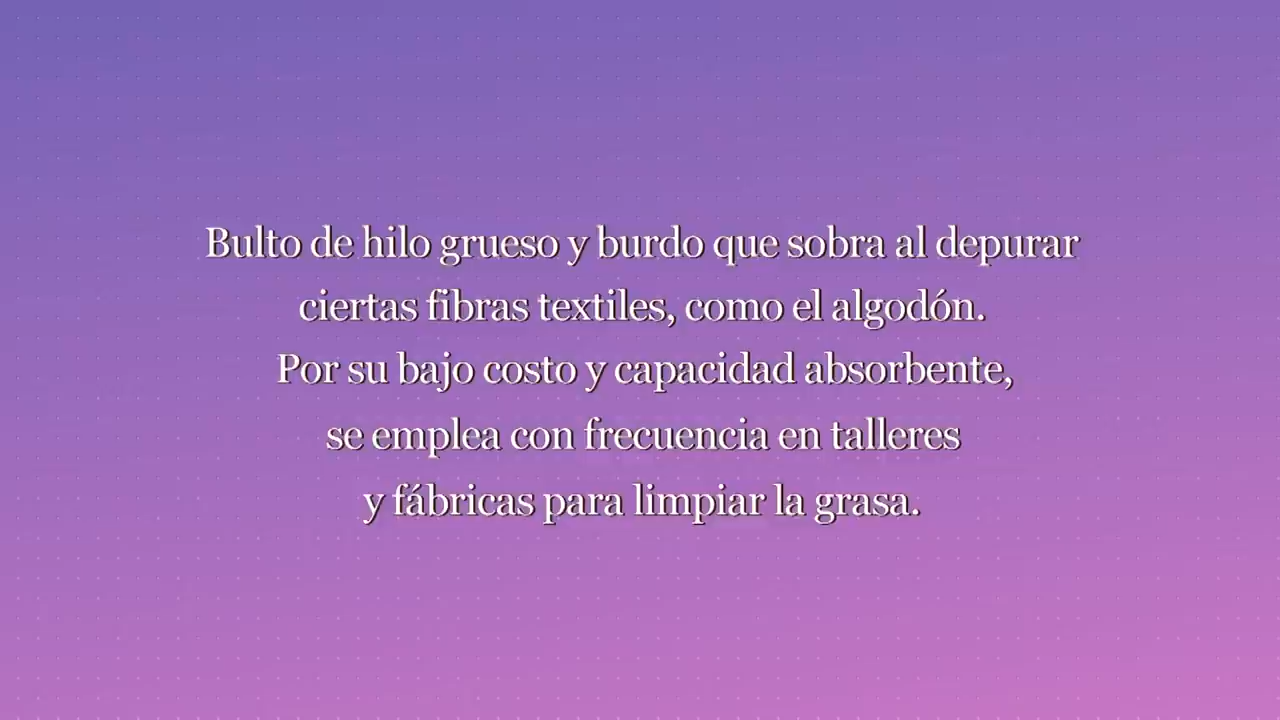 Bulto de hilo grueso y burdo que sobra al depurar
ciertas fibras textiles, como el algodón.
Por su bajo costo y capacidad absorbente,
se emplea con frecuencia en talleres
y fábricas para limpiar la grasa.